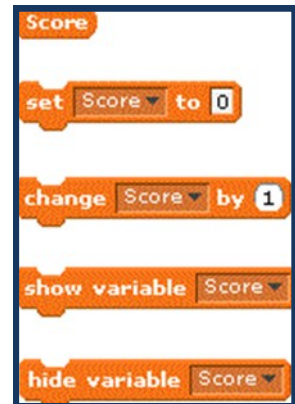 Score
set Score to 0
change Score by 1
show variable Score
hide variable Score